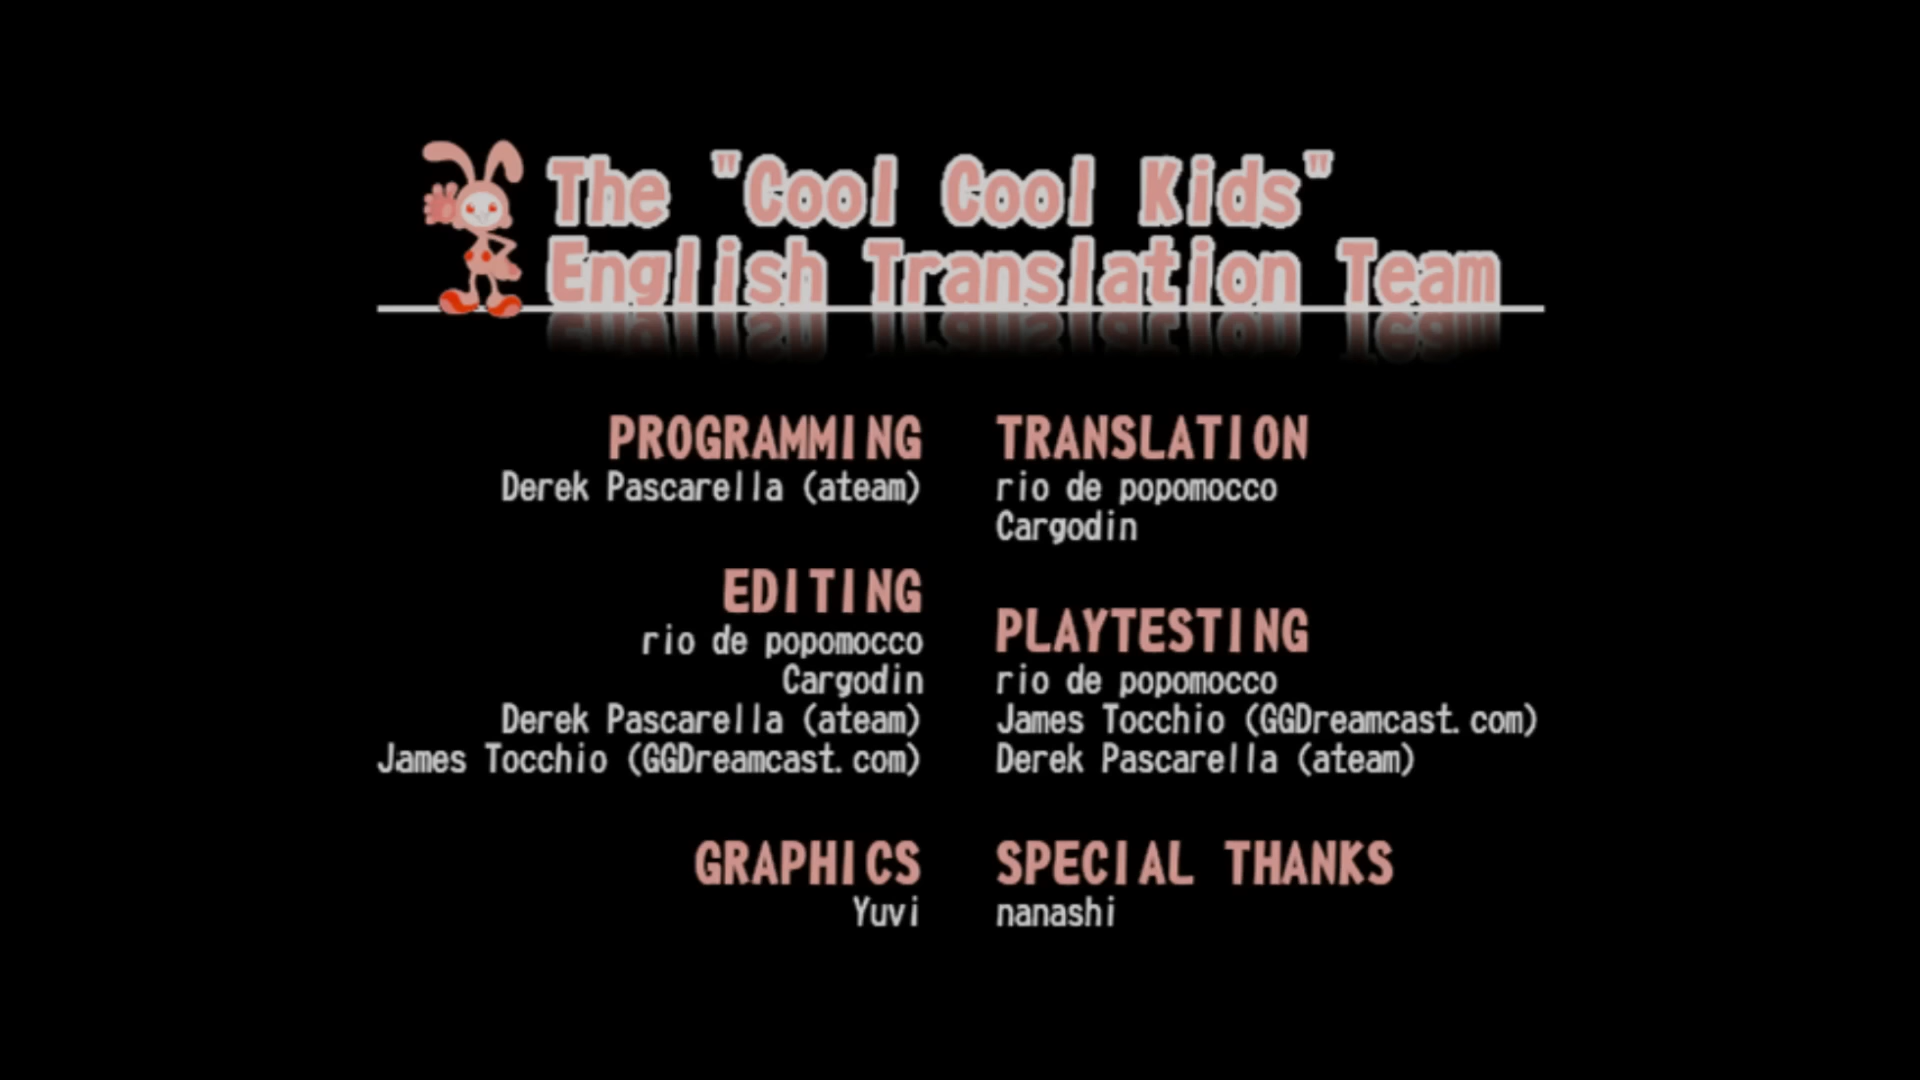 The "Cool Cool Kids"
English Translation Team
PROGRAMMING
Derek Pascarella (ateam)
EDITING
rio de popomocco
Cargodin
Derek Pascarella (ateam)
James Tocchio (GGDreamcast.com)
GRAPHICS
Yuvi
TRANSLATION
rio de popomocco
Cargodin
PLAYTESTING
rio de popomocco
James Tocchio (GGDreamcast.com)
Derek Pascarella (ateam)
SPECIAL THANKS
nanashi